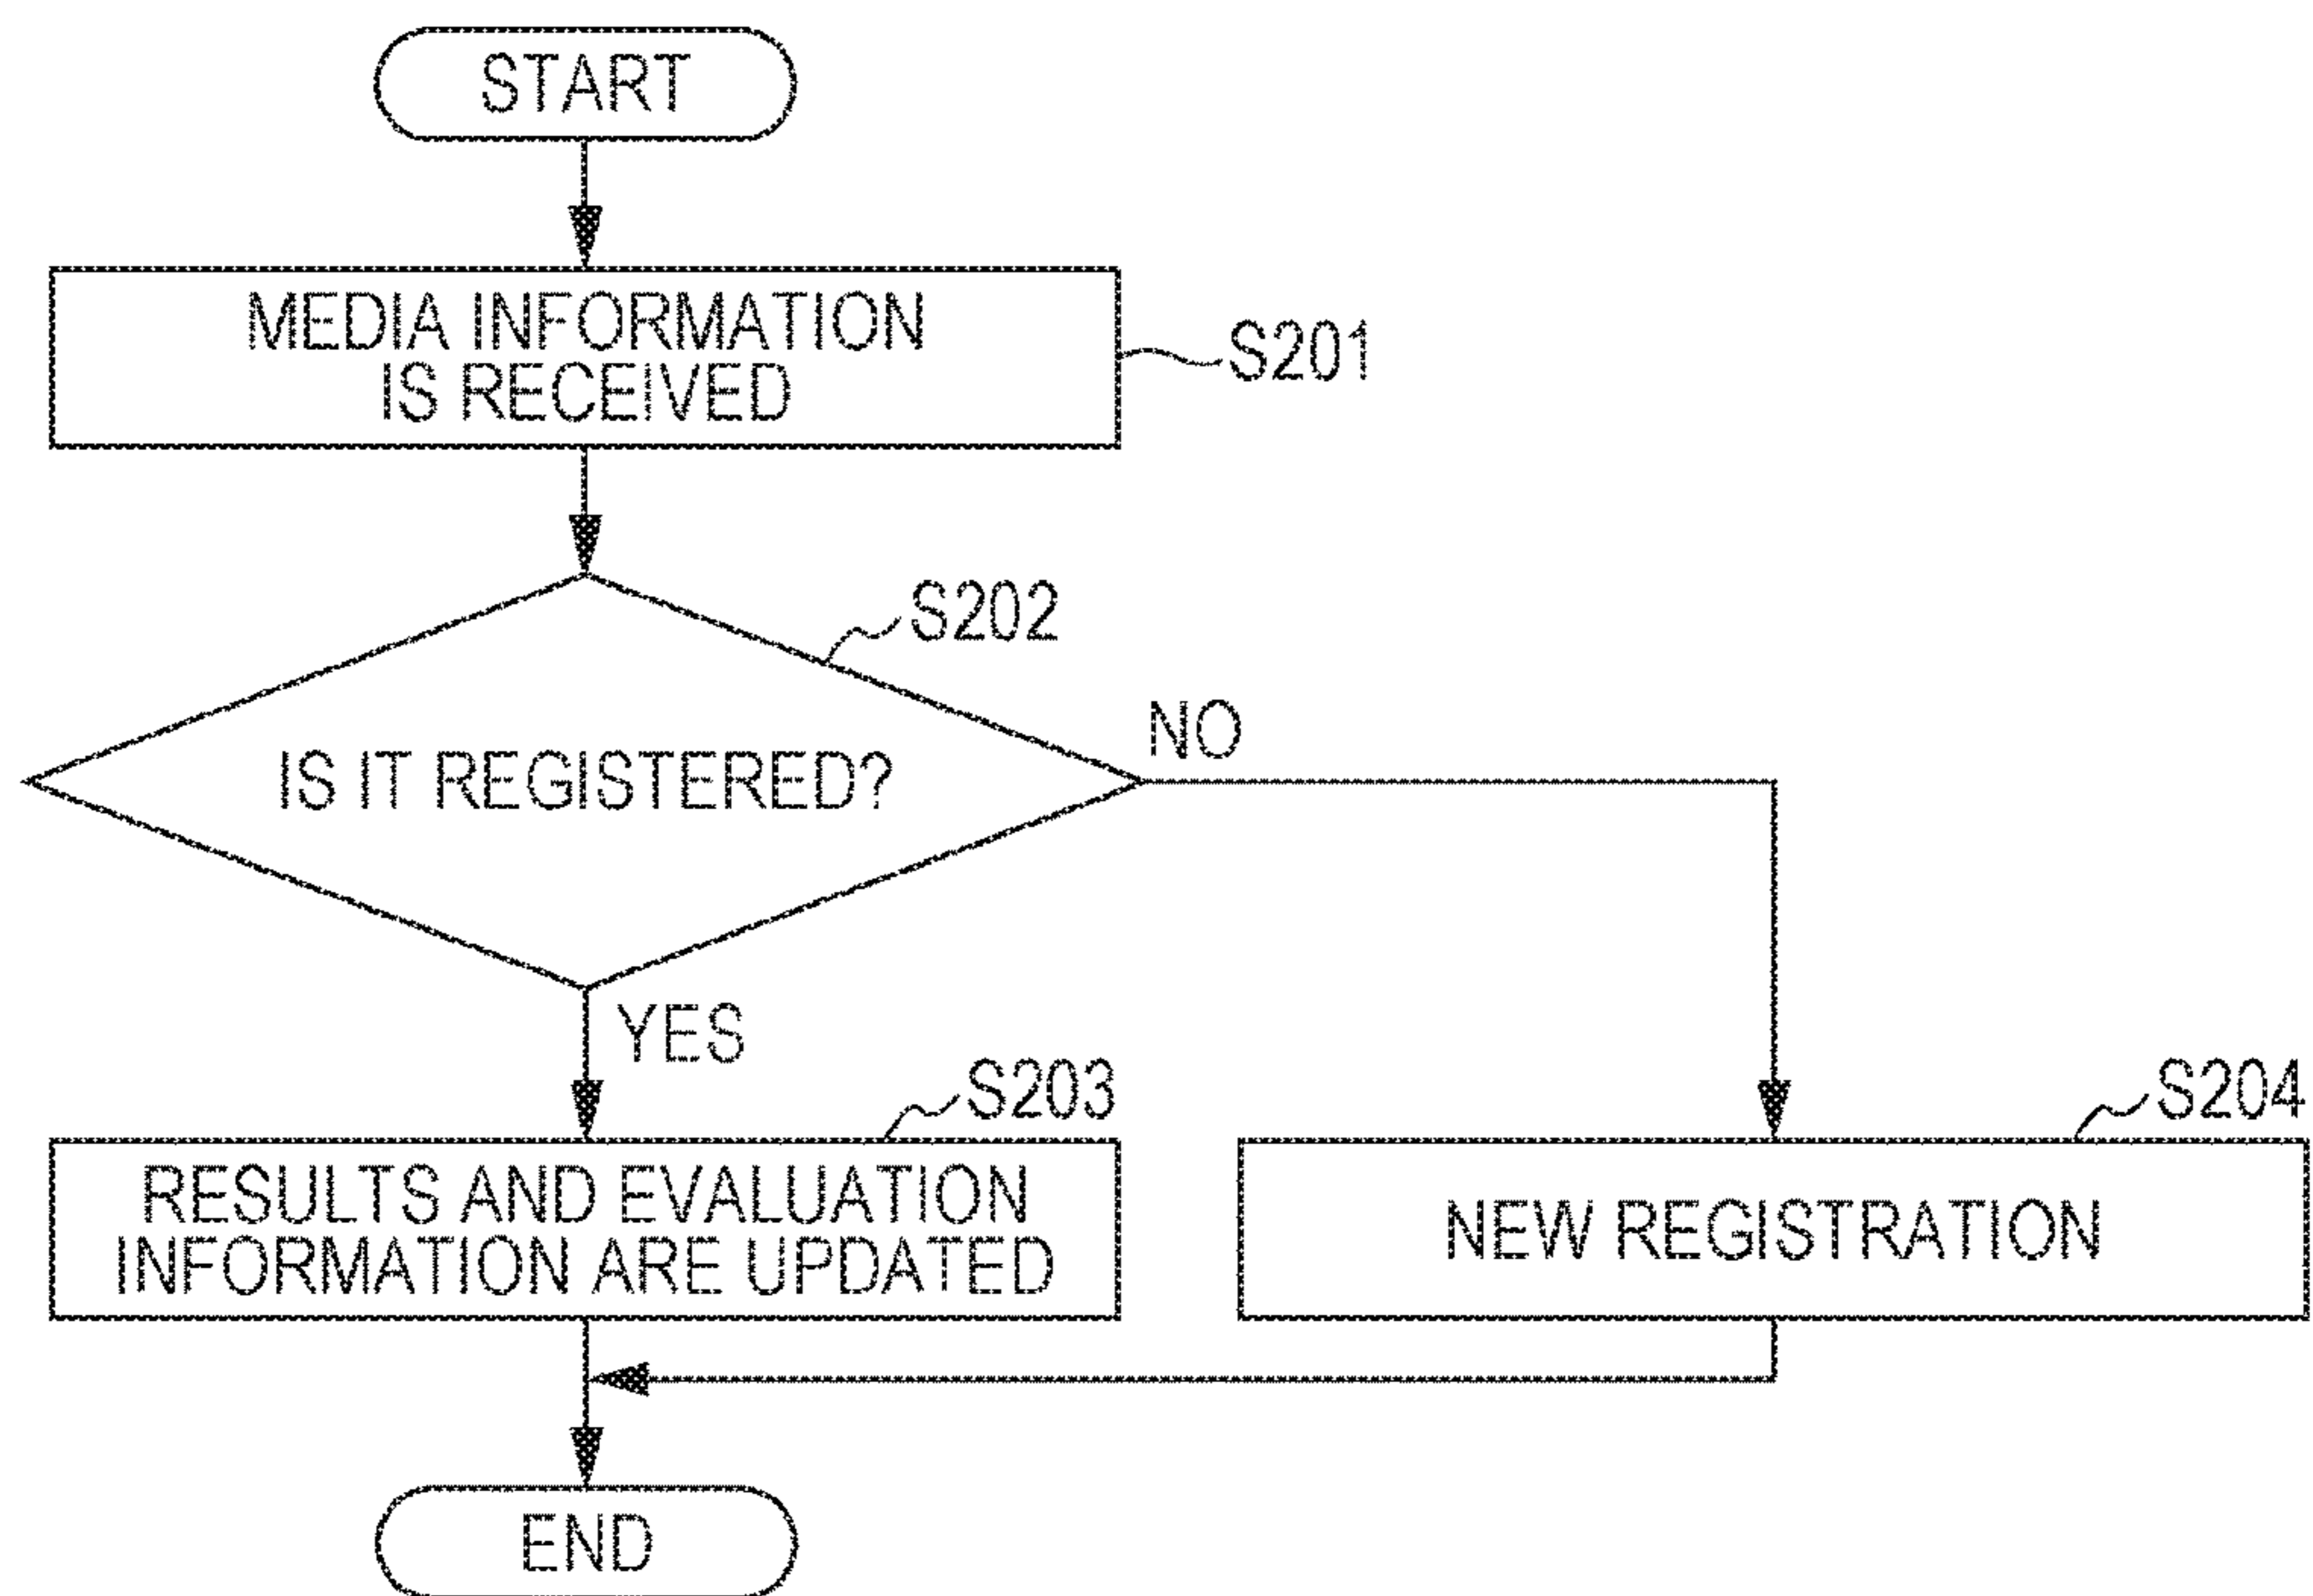 START
MEDIA INFORMATION
IS RECEIVED
S201
S202
IS IT REGISTERED?
NO
YES
S203
RESULTS AND EVALUATION
INFORMATION ARE UPDATED
S204
NEW REGISTRATION
END